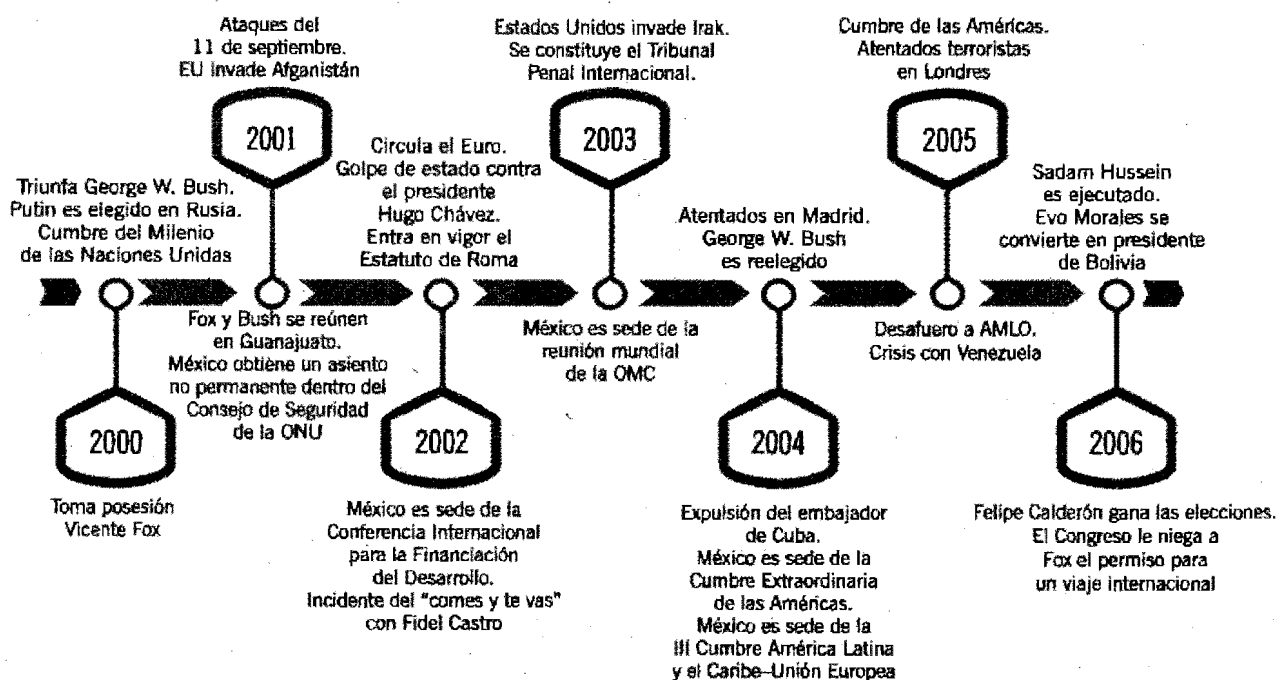 Triunfa George W. Bush.
Putin es elegido en Rusia.
Cumbre del Milenio
de las Naciones Unidas
2000
Toma posesión
Vicente Fox
Ataques del
11 de septiembre.
EU invade Afganistán
2001
Fox y Bush se reúnen
en Guanajuato.
México obtiene un asiento
no permanente dentro del
Consejo de Seguridad
de la ONU
Circula el Euro.
Golpe de estado contra
el presidente
Hugo Chávez.
Entra en vigor el
Estatuto de Roma
2002
México es sede de la
Conferencia Internacional
para la Financiación
del Desarrollo.
Incidente del "comes y te vas"
con Fidel Castro
Estados Unidos invade Irak.
Se constituye el Tribunal
Penal Internacional.
2003
México es sede de la
reunión mundial
de la OMC
Atentados en Madrid.
George W. Bush
es reelegido
2004
Expulsión del embajador
de Cuba.
México es sede de la
Cumbre Extraordinaria
de las Américas.
México es sede de la
III Cumbre América Latina
y el Caribe–Unión Europea
Cumbre de las Américas.
Atentados terroristas
en Londres
2005
Desafuero a AMLO.
Crisis con Venezuela
Sadam Hussein
es ejecutado.
Evo Morales se
convierte en presidente
de Bolivia
2006
Felipe Calderón gana las elecciones.
El Congreso le niega a
Fox el permiso para
un viaje internacional